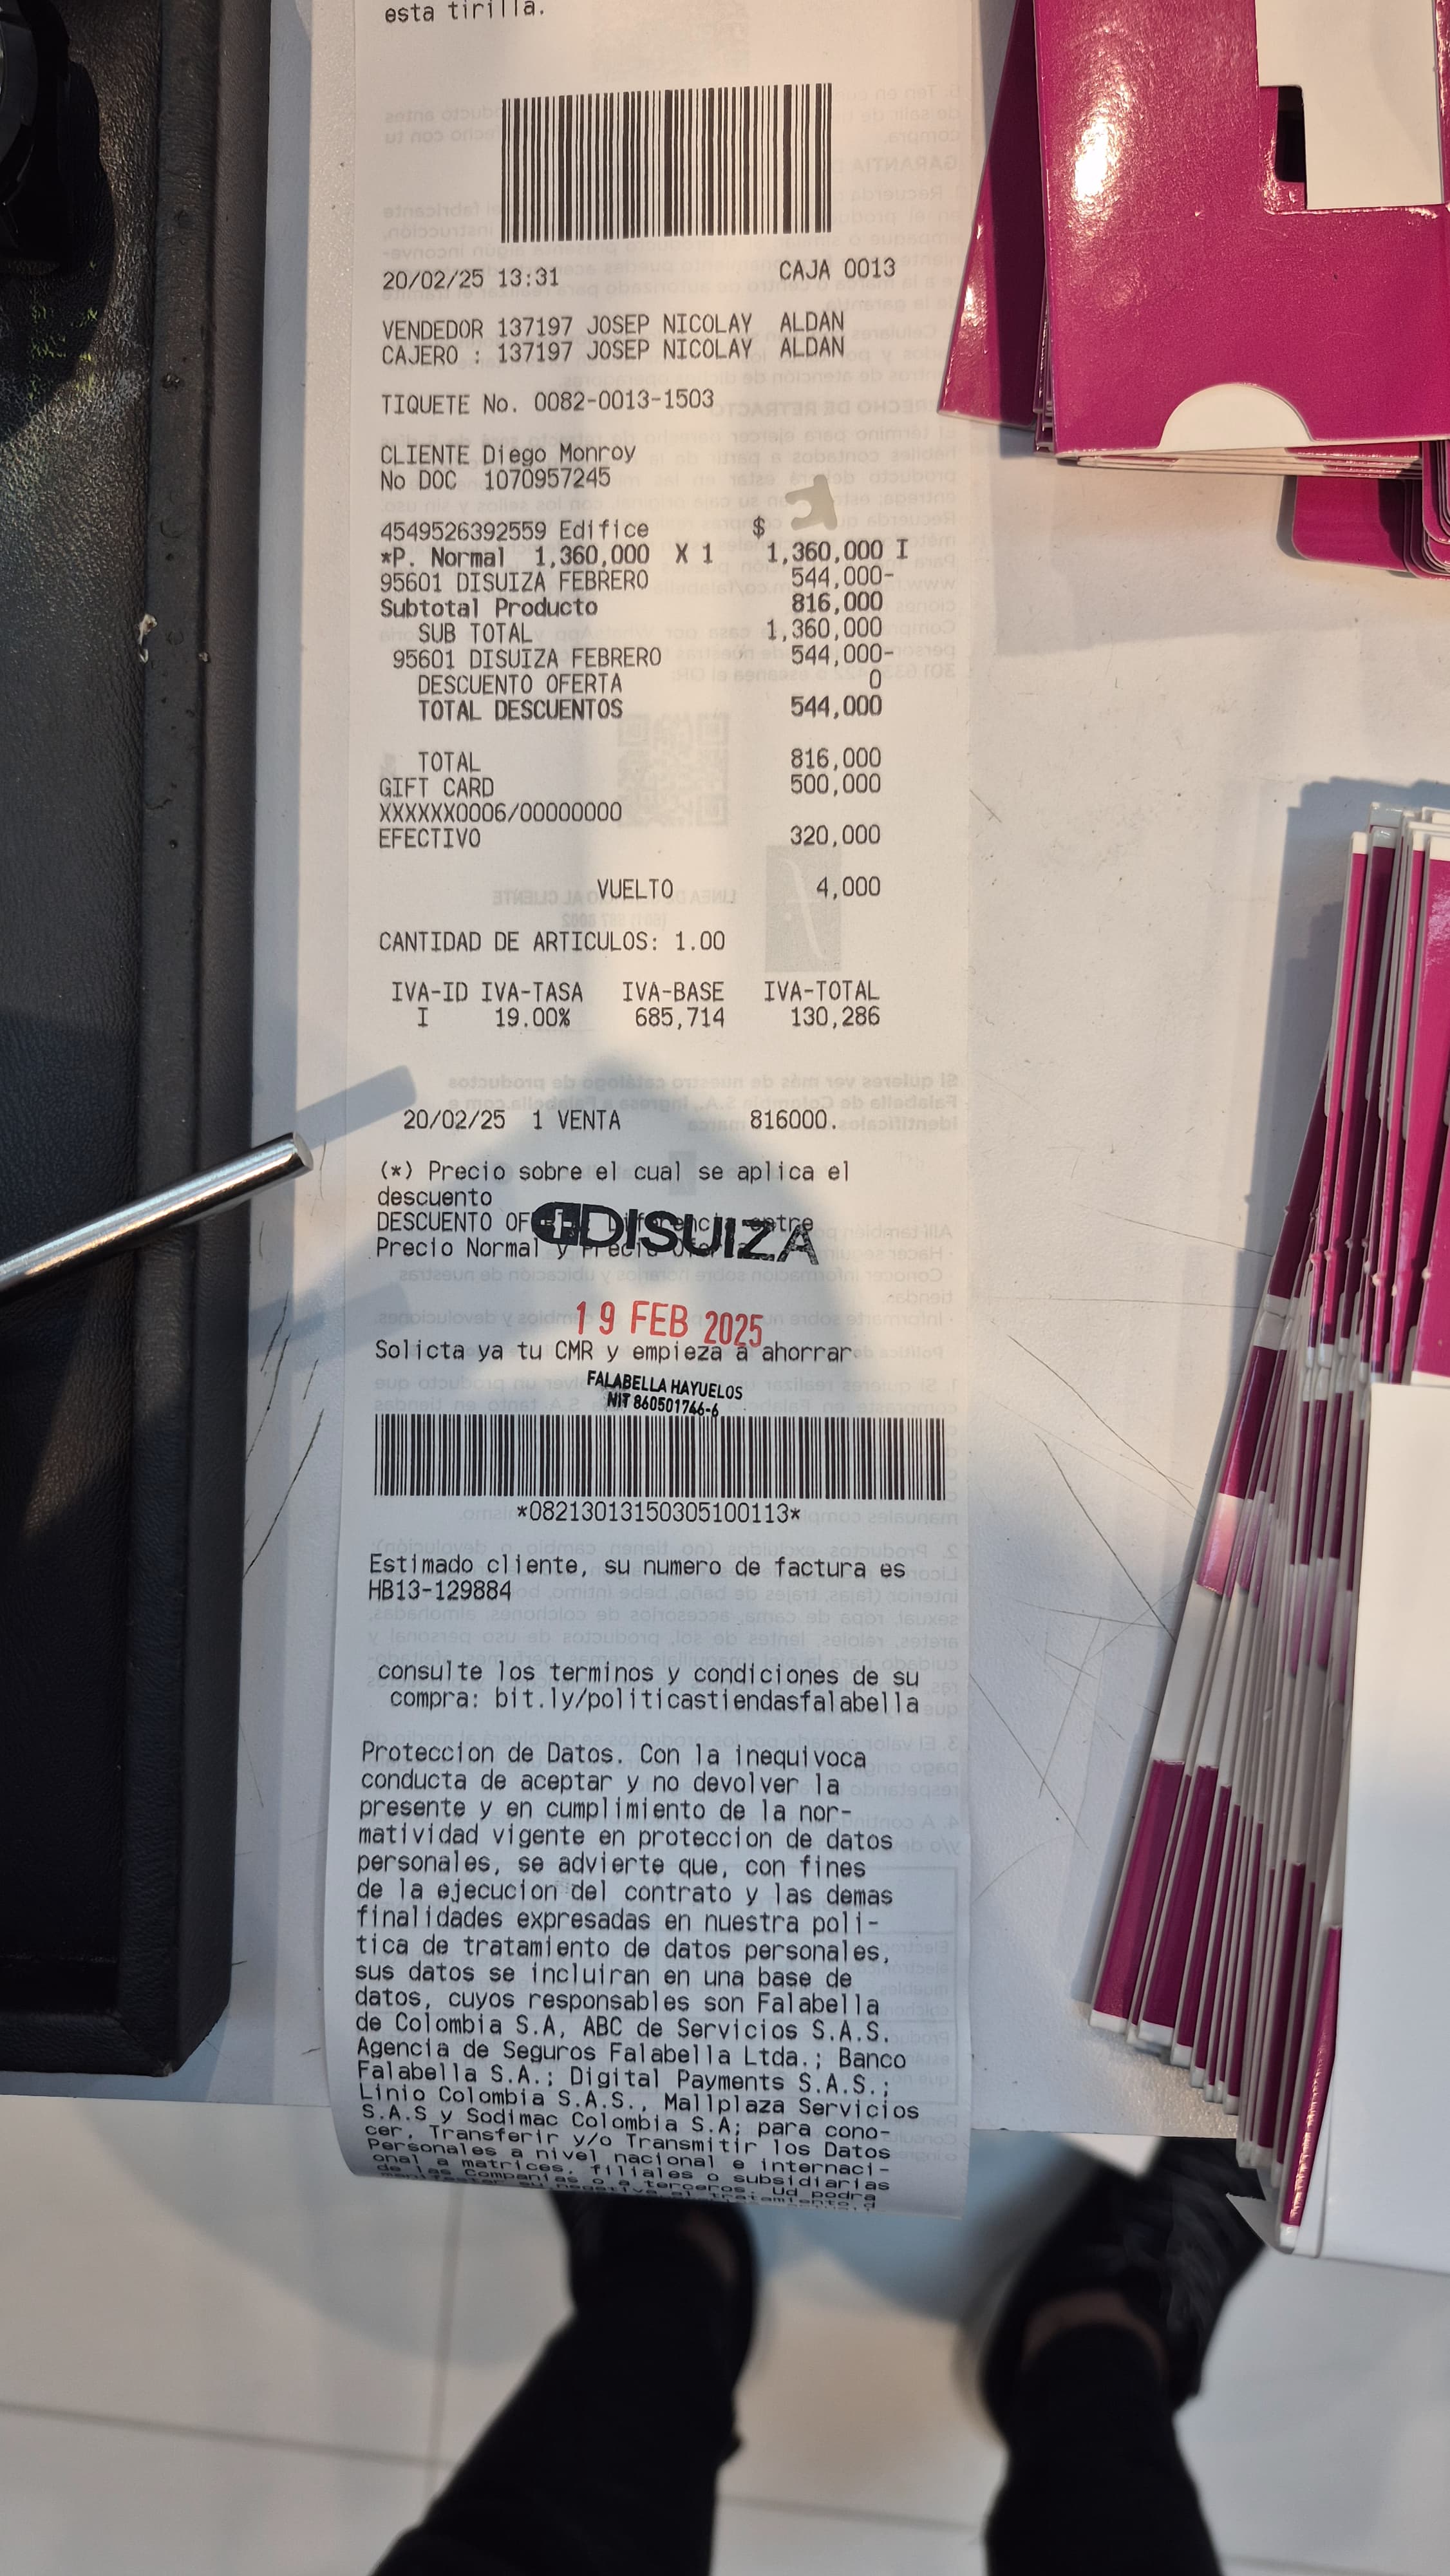 esta tirilla.
20/02/25 13:31 CAJA 0013
VENDEDOR 137197 JOSEP NICOLAY ALDAN
CAJERO : 137197 JOSEP NICOLAY ALDAN
TIQUETE No. 0082-0013-1503
CLIENTE Diego Monroy
No DOC 1070957245
4549526392559 Edifice $
*P. Normal 1,360,000 X 1 1,360,000 I
95601 DISUIZA FEBRERO 544,000-
Subtotal Producto 816,000
SUB TOTAL 1,360,000
95601 DISUIZA FEBRERO 544,000-
DESCUENTO OFERTA 0
TOTAL DESCUENTOS 544,000
TOTAL 816,000
GIFT CARD 500,000
XXXXXX0006/00000000
EFECTIVO 320,000
VUELTO 4,000
CANTIDAD DE ARTICULOS: 1.00
IVA-ID IVA-TASA IVA-BASE IVA-TOTAL
I 19.00% 685,714 130,286
20/02/25 1 VENTA 816000.
(*) Precio sobre el cual se aplica el
descuento
DESCUENTO entre
DISUIZA
Precio Normal y Precio
19 FEB 2025
Solicta ya tu CMR y empieza a ahorrar
FALABELLA HAYUELOS
NIT 860501746-6
*08213013150305100113*
Estimado cliente, su numero de factura es
HB13-129884
consulte los terminos y condiciones de su
compra: bit.ly/politicastiendasfalabella
Proteccion de Datos. Con la inequivoca
conducta de aceptar y no devolver la
presente y en cumplimiento de la nor-
matividad vigente en proteccion de datos
personales, se advierte que, con fines
de la ejecucion del contrato y las demas
finalidades expresadas en nuestra poli-
tica de tratamiento de datos personales,
sus datos se incluiran en una base de
datos, cuyos responsables son Falabella
de Colombia S.A, ABC de Servicios S.A.S.
Agencia de Seguros Falabella Ltda.; Banco
Falabella S.A.; Digital Payments S.A.S.;
Linio Colombia S.A.S., Mallplaza Servicios
S.A.S y Sodimac Colombia S.A; para cono-
cer, Transferir y/o Transmitir los Datos
Personales a nivel nacional e internaci-
onal a matrices, filiales o subsidiarias
de las Companias o a terceros. Ud podra